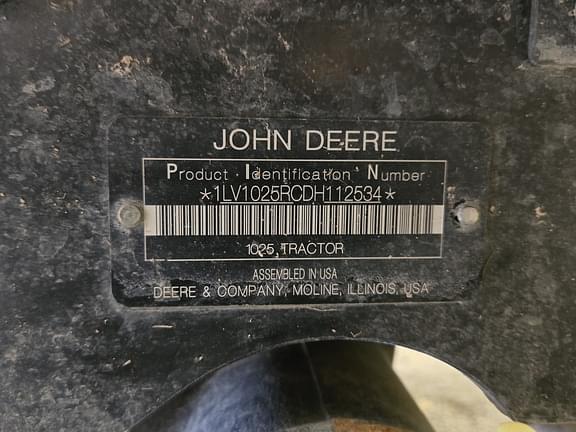 JOHN DEERE
Product Identification Number
*1LV1025RCDH112534*
1025 TRACTOR
ASSEMBLED IN USA
DEERE & COMPANY, MOLINE, ILLINOIS, USA